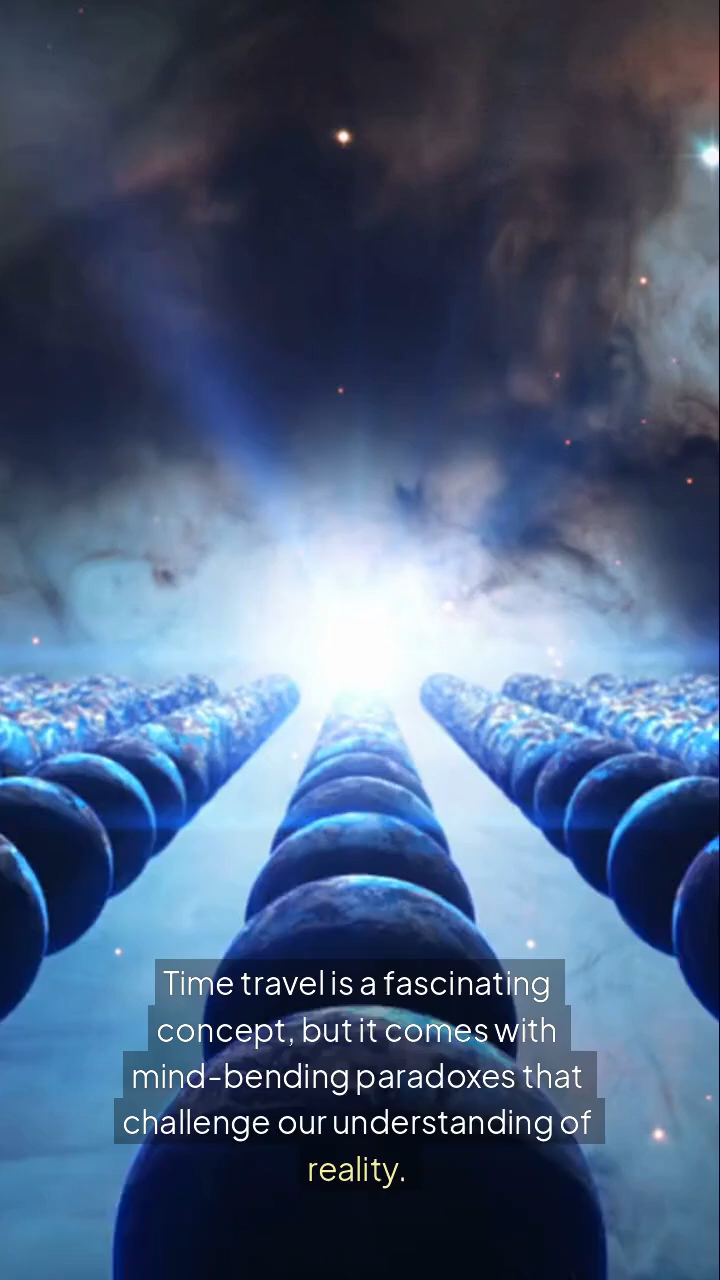 Time travel is a fascinating
concept, but it comes with
mind-bending paradoxes that
challenge our understanding of
reality.